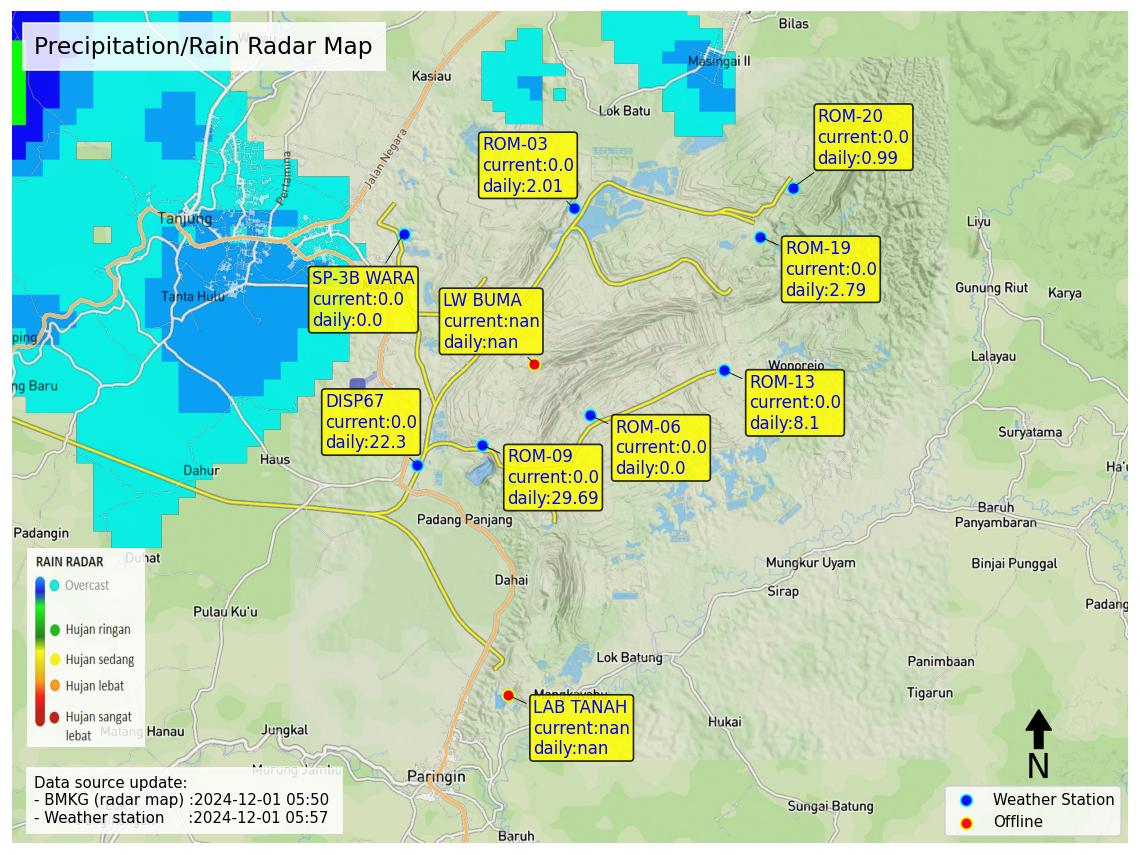 Precipitation/Rain Radar Map
Bilas
Masingai II
Kasiau
Lok Batu
Jalan Negara
Pertamina
Tanjung
Tanta Hulu
ROM-20
current:0.0
daily:0.99
ROM-03
current:0.0
daily:2.01
ROM-19
current:0.0
daily:2.79
SP-3B WARA
current:0.0
daily:0.0
LW BUMA
current:nan
daily:nan
Liyu
Gunung Riut
Karya
Lalayau
Wonorejo
ROM-13
current:0.0
daily:8.1
DISP67
current:0.0
daily:22.3
ROM-06
current:0.0
daily:0.0
ROM-09
current:0.0
daily:29.69
ping
ng Baru
Suryatama
Ha'u
Haus
Dahur
Padang Panjang
Baruh
Panyambaran
Padangin
Duhat
Binjai Punggal
Mungkur Uyam
Dahai
Sirap
Padang
Pulau Ku'u
Lok Batung
Panimbaan
Tigarun
Mangkayahu
LAB TANAH
current:nan
daily:nan
Hukai
Matang Hanau
Jungkal
Murung Jambu
Paringin
Sungai Batung
Baruh
RAIN RADAR
Overcast
Hujan ringan
Hujan sedang
Hujan lebat
Hujan sangat
lebat
Data source update:
- BMKG (radar map) :2024-12-01 05:50
- Weather station :2024-12-01 05:57
N
Weather Station
Offline